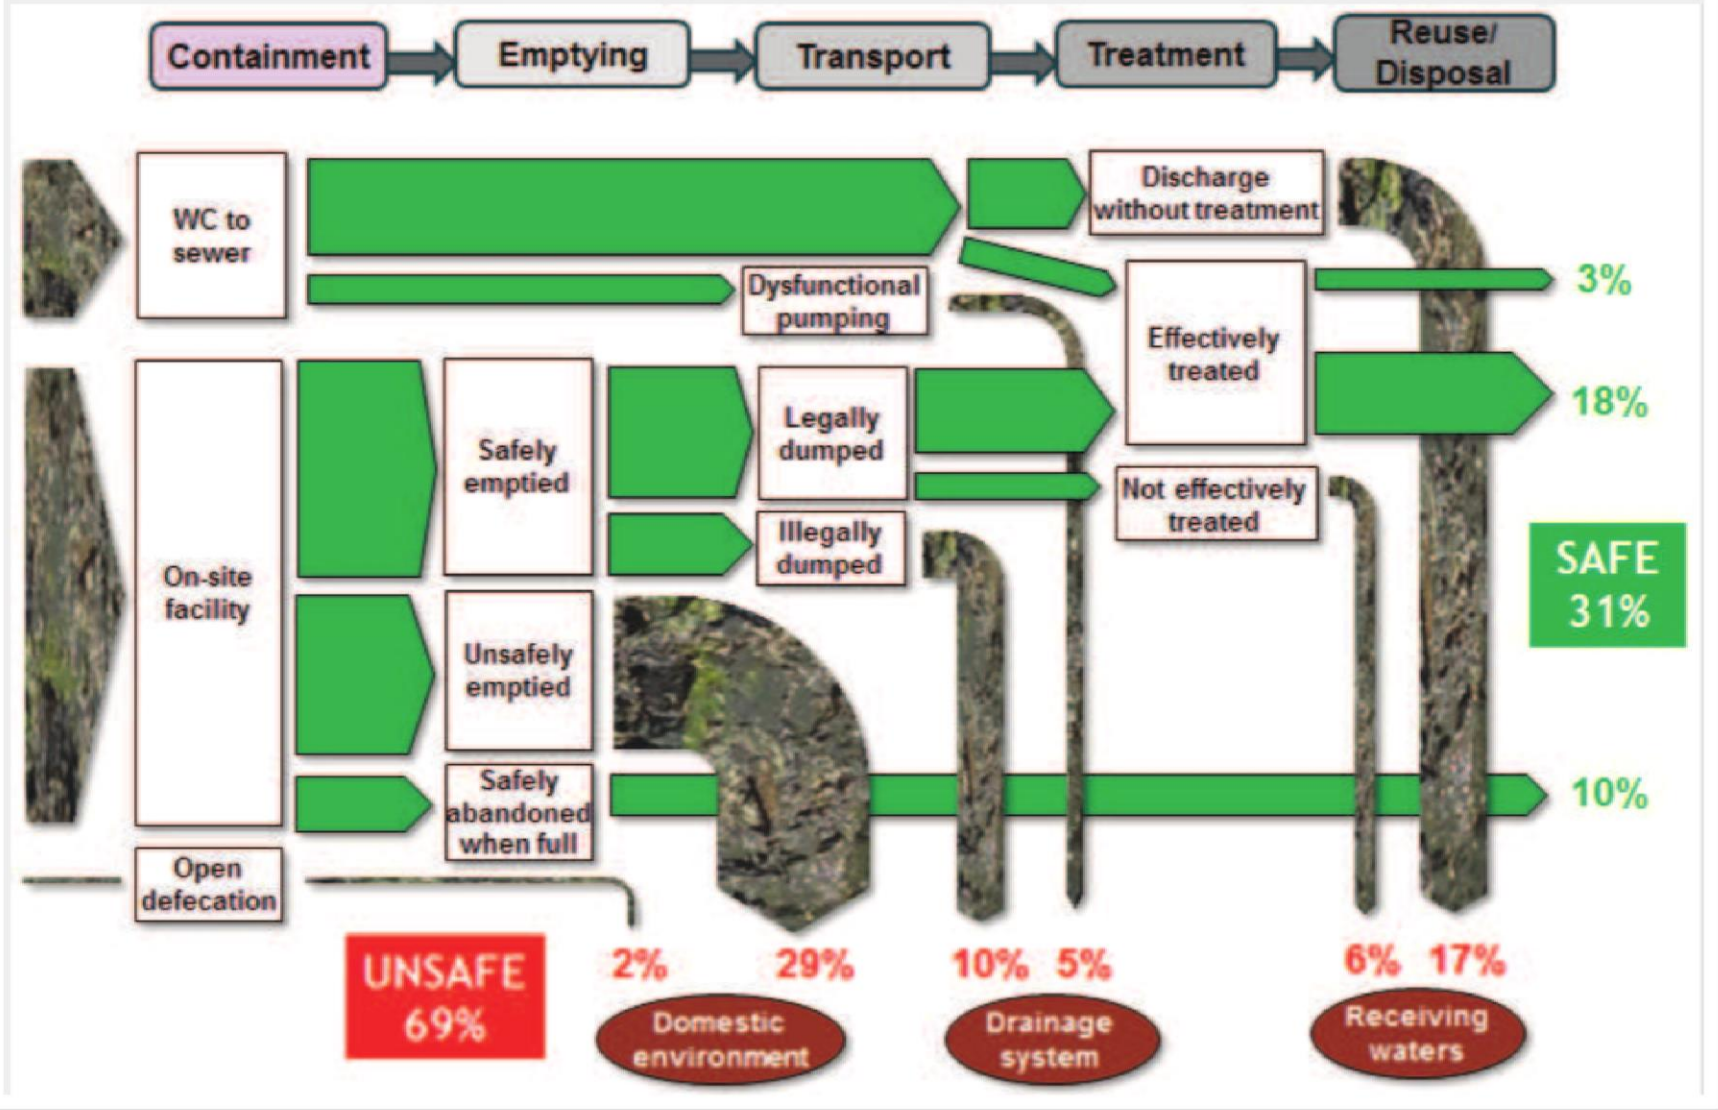 Containment
Emptying
Transport
Treatment
Reuse/
Disposal
WC to
sewer
Discharge
without treatment
Dysfunctional
pumping
Effectively
treated
3%
18%
On-site
facility
Safely
emptied
Legally
dumped
Not effectively
treated
Illegally
dumped
SAFE
31%
Unsafely
emptied
Safely
abandoned
when full
10%
Open
defecation
UNSAFE
69%
2%
29%
10%
5%
6%
17%
Domestic
environment
Drainage
system
Receiving
waters